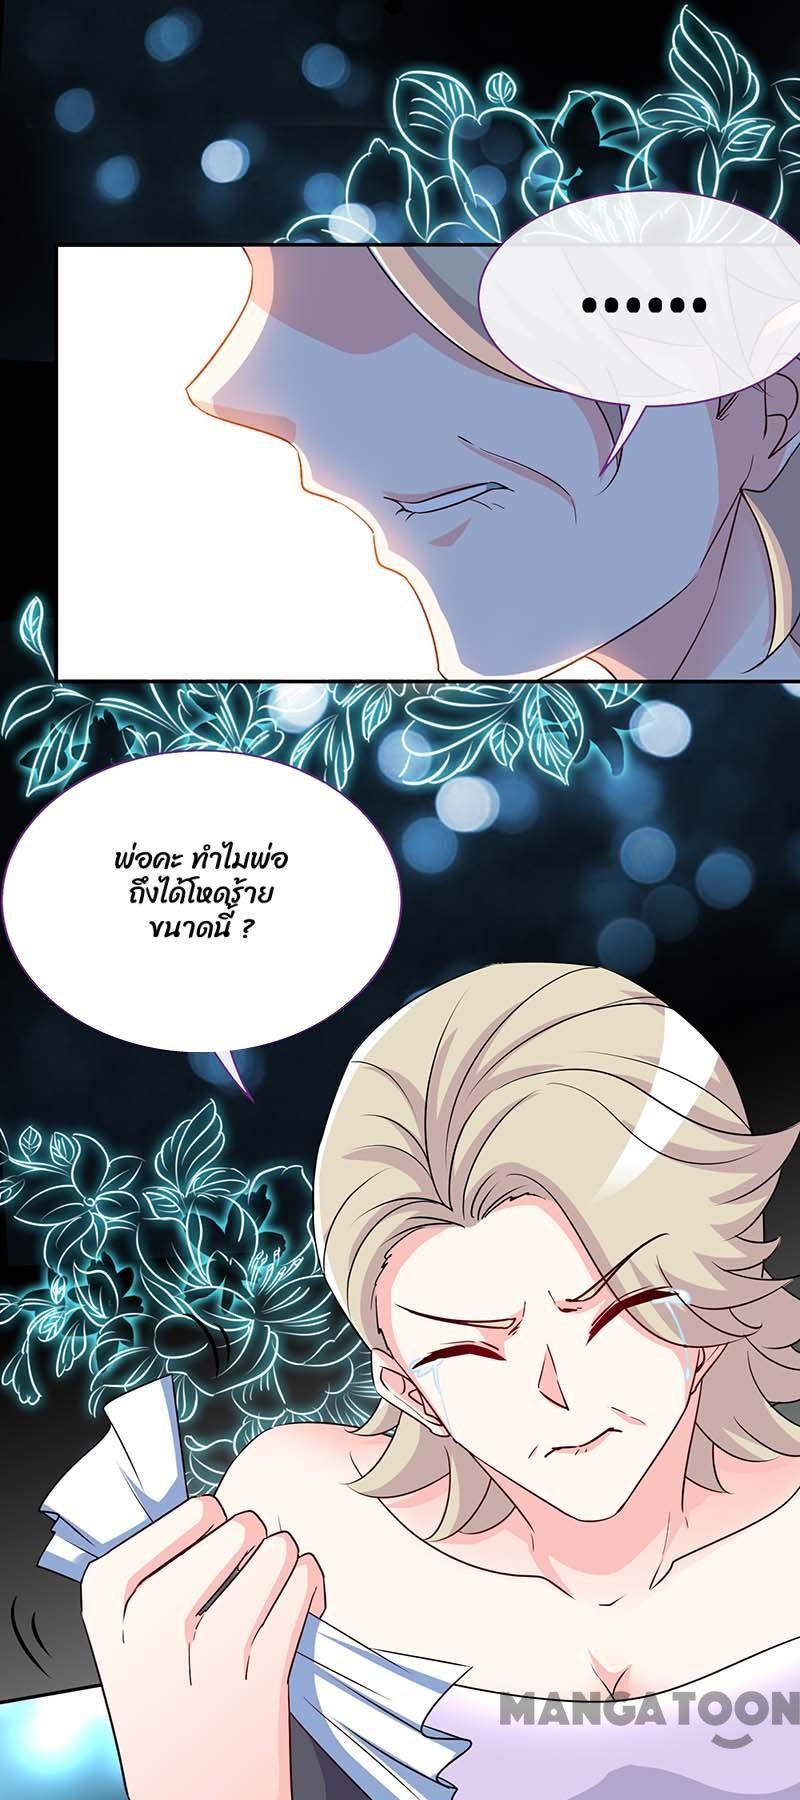 ......
พ่อคะ ทำไมพ่อ
ถึงได้โหดร้าย
ขนาดนี้ ?
MANGATOON